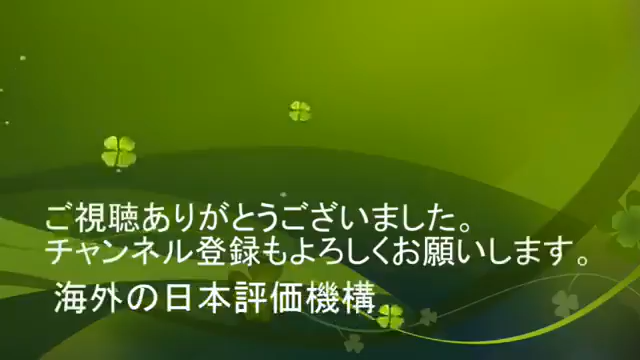 ご視聴ありがとうございました。
チャンネル登録もよろしくお願いします。
海外の日本評価機構